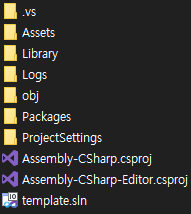 .vs
Assets
Library
Logs
obj
Packages
ProjectSettings
Assembly-CSharp.csproj
Assembly-CSharp-Editor.csproj
template.sln